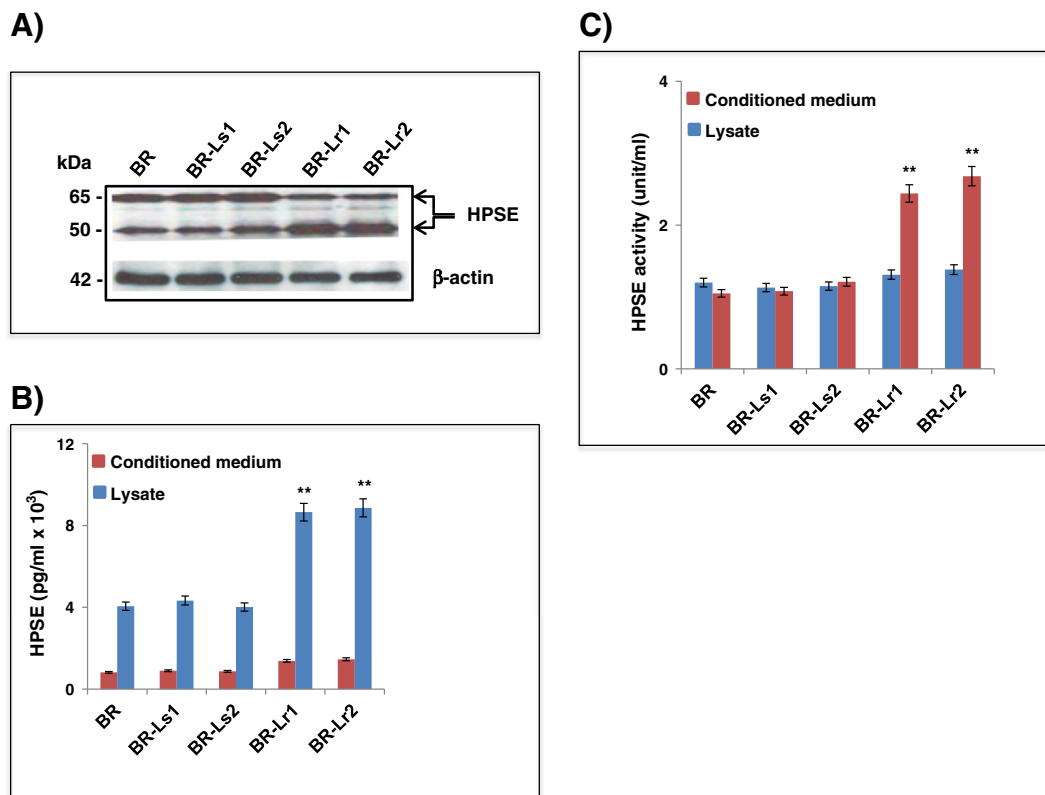 A)
BR
BR-Ls1
BR-Ls2
BR-Lr1
BR-Lr2
kDa
65 -
50 -
42 -
HPSE
β-actin
B)
12
8
4
0
HPSE (pg/ml x 10³)
Conditioned medium
Lysate
**
**
BR
BR-Ls1
BR-Ls2
BR-Lr1
BR-Lr2
C)
4
2
0
HPSE activity (unit/ml)
Conditioned medium
Lysate
**
**
BR
BR-Ls1
BR-Ls2
BR-Lr1
BR-Lr2